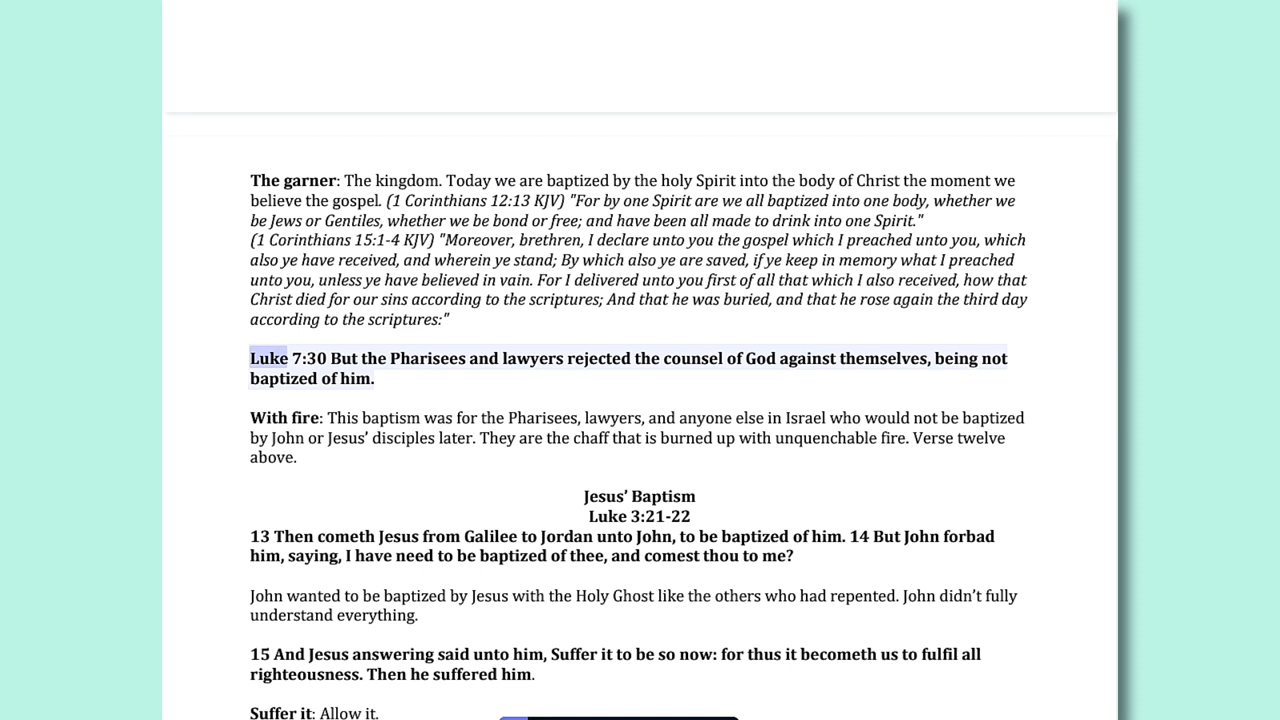 The garner: The kingdom. Today we are baptized by the holy Spirit into the body of Christ the moment we
believe the gospel. (1 Corinthians 12:13 KJV) "For by one Spirit are we all baptized into one body, whether we
be Jews or Gentiles, whether we be bond or free; and have been all made to drink into one Spirit."
(1 Corinthians 15:1-4 KJV) "Moreover, brethren, I declare unto you the gospel which I preached unto you, which
also ye have received, and wherein ye stand; By which also ye are saved, if ye keep in memory what I preached
unto you, unless ye have believed in vain. For I delivered unto you first of all that which I also received, how that
Christ died for our sins according to the scriptures; And that he was buried, and that he rose again the third day
according to the scriptures:"
Luke 7:30 But the Pharisees and lawyers rejected the counsel of God against themselves, being not
baptized of him.
With fire: This baptism was for the Pharisees, lawyers, and anyone else in Israel who would not be baptized
by John or Jesus’ disciples later. They are the chaff that is burned up with unquenchable fire. Verse twelve
above.
Jesus’ Baptism
Luke 3:21-22
13 Then cometh Jesus from Galilee to Jordan unto John, to be baptized of him. 14 But John forbad
him, saying, I have need to be baptized of thee, and comest thou to me?
John wanted to be baptized by Jesus with the Holy Ghost like the others who had repented. John didn’t fully
understand everything.
15 And Jesus answering said unto him, Suffer it to be so now: for thus it becometh us to fulfil all
righteousness. Then he suffered him.
Suffer it: Allow it.